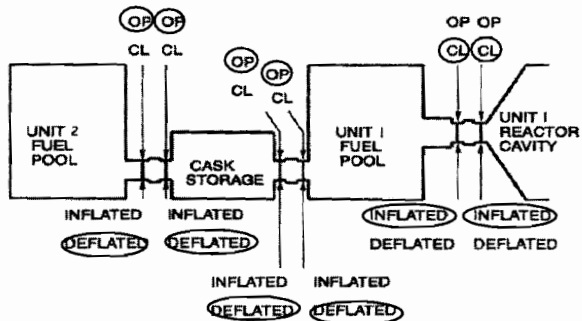 OP OP
CL CL
OP OP
CL CL
OP OP
CL CL
UNIT 2
FUEL
POOL
CASK
STORAGE
UNIT 1
FUEL
POOL
UNIT 1
REACTOR
CAVITY
INFLATED INFLATED
DEFLATED DEFLATED
INFLATED INFLATED
DEFLATED DEFLATED
INFLATED INFLATED
DEFLATED DEFLATED